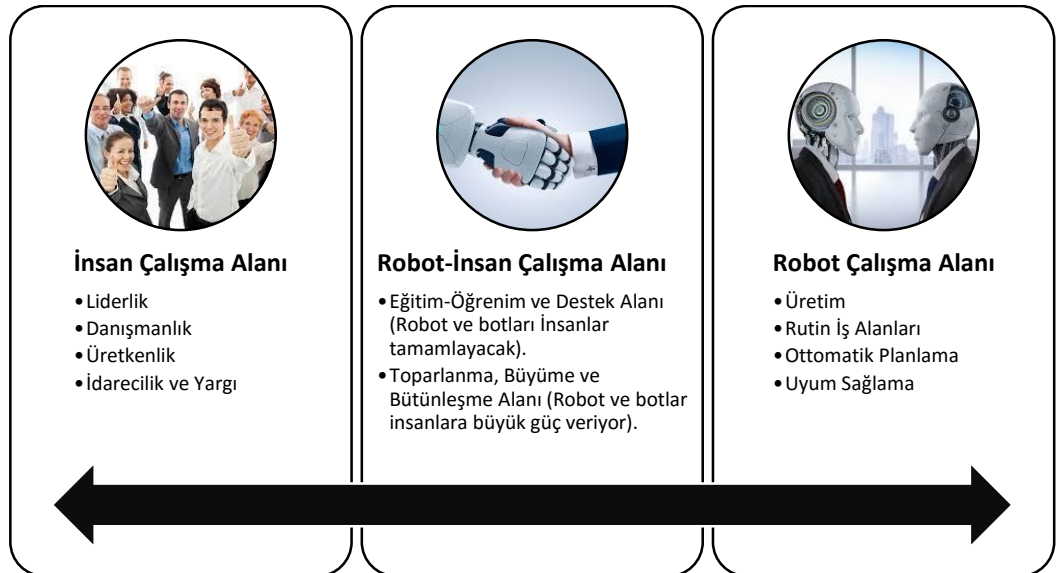 İnsan Çalışma Alanı
•Liderlik
•Danışmanlık
•Üretkenlik
•İdarecilik ve Yargı
Robot-İnsan Çalışma Alanı
•Eğitim-Öğrenim ve Destek Alanı
(Robot ve botları İnsanlar
tamamlayacak).
•Toparlanma, Büyüme ve
Bütünleşme Alanı (Robot ve botlar
insanlara büyük güç veriyor).
Robot Çalışma Alanı
•Üretim
•Rutin İş Alanları
•Ottomatik Planlama
•Uyum Sağlama